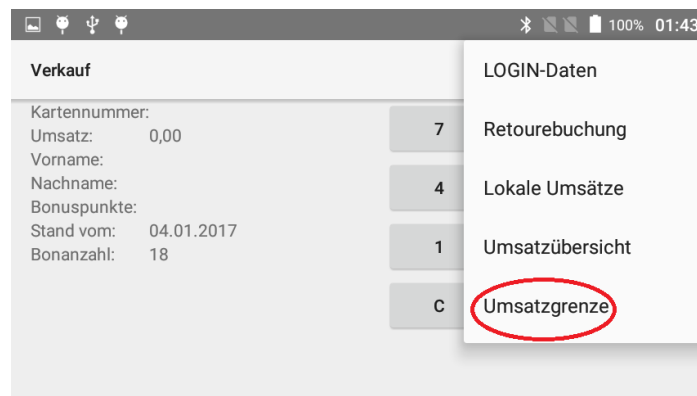 100% 01:43
Verkauf
LOGIN-Daten
Kartennummer:
Umsatz: 0,00
7
Retourebuchung
Vorname:
Nachname:
4
Lokale Umsätze
Bonuspunkte:
Stand vom: 04.01.2017
Bonanzahl: 18
1
Umsatzübersicht
C
Umsatzgrenze